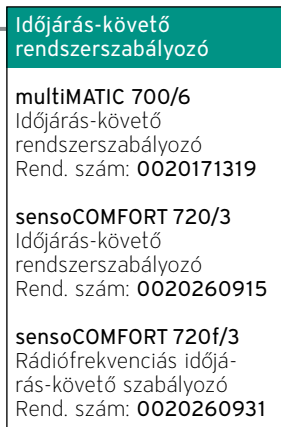 Időjárás-követő
rendszerszabályozó
multiMATIC 700/6
Időjárás-követő
rendszerszabályozó
Rend. szám: 0020171319
sensoCOMFORT 720/3
Időjárás-követő
rendszerszabályozó
Rend. szám: 0020260915
sensoCOMFORT 720f/3
Rádiófrekvenciás időjá-
rás-követő szabályozó
Rend. szám: 0020260931